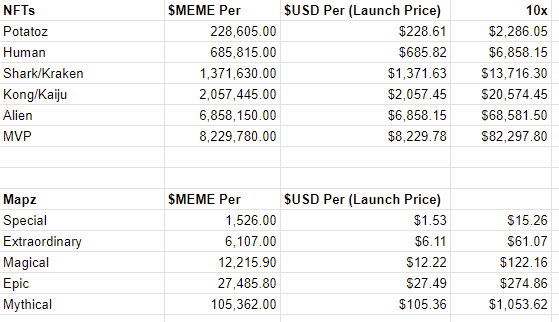 NFTs $MEME Per $USD Per (Launch Price) 10x
Potatoz 228,605.00 $228.61 $2,286.05
Human 685,815.00 $685.82 $6,858.15
Shark/Kraken 1,371,630.00 $1,371.63 $13,716.30
Kong/Kaiju 2,057,445.00 $2,057.45 $20,574.45
Alien 6,858,150.00 $6,858.15 $68,581.50
MVP 8,229,780.00 $8,229.78 $82,297.80
Mapz $MEME Per $USD Per (Launch Price)
Special 1,526.00 $1.53 $15.26
Extraordinary 6,107.00 $6.11 $61.07
Magical 12,215.90 $12.22 $122.16
Epic 27,485.80 $27.49 $274.86
Mythical 105,362.00 $105.36 $1,053.62